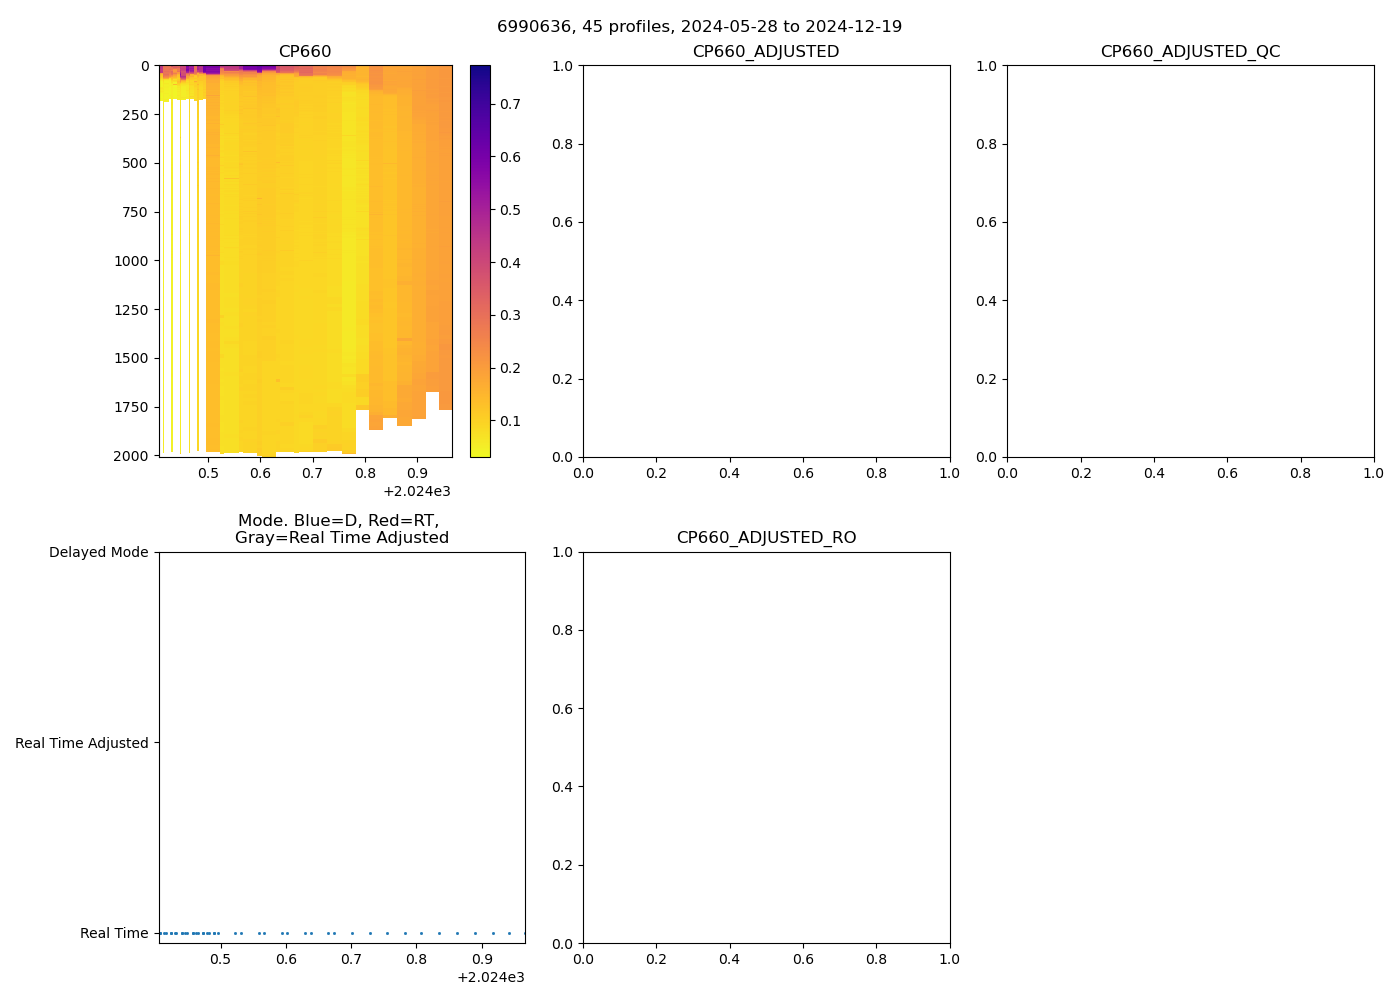 6990636, 45 profiles, 2024-05-28 to 2024-12-19
CP660
0
250
500
750
1000
1250
1500
1750
2000
0.5 0.6 0.7 0.8 0.9
+2.024e3
0.7
0.6
0.5
0.4
0.3
0.2
0.1
CP660_ADJUSTED
1.0
0.8
0.6
0.4
0.2
0.0
0.0 0.2 0.4 0.6 0.8 1.0
CP660_ADJUSTED_QC
1.0
0.8
0.6
0.4
0.2
0.0
0.0 0.2 0.4 0.6 0.8 1.0
Mode. Blue=D, Red=RT,
Gray=Real Time Adjusted
Delayed Mode
Real Time Adjusted
Real Time
0.5 0.6 0.7 0.8 0.9
+2.024e3
CP660_ADJUSTED_RO
1.0
0.8
0.6
0.4
0.2
0.0
0.0 0.2 0.4 0.6 0.8 1.0